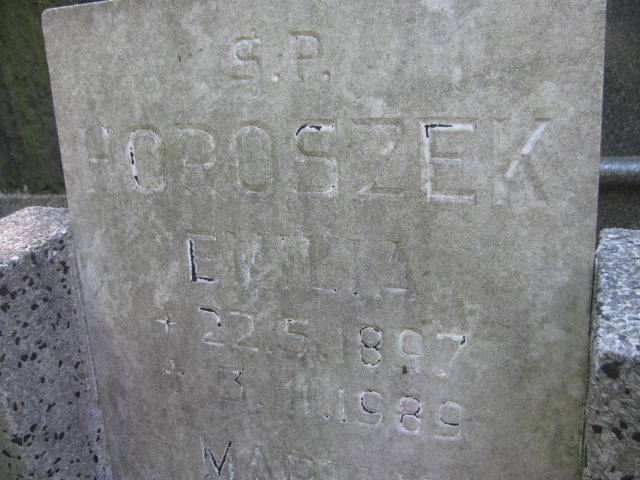 Ś.P.
HOROSZEK
EMILIA
+ 22.5.1897
+ 3.11.1989